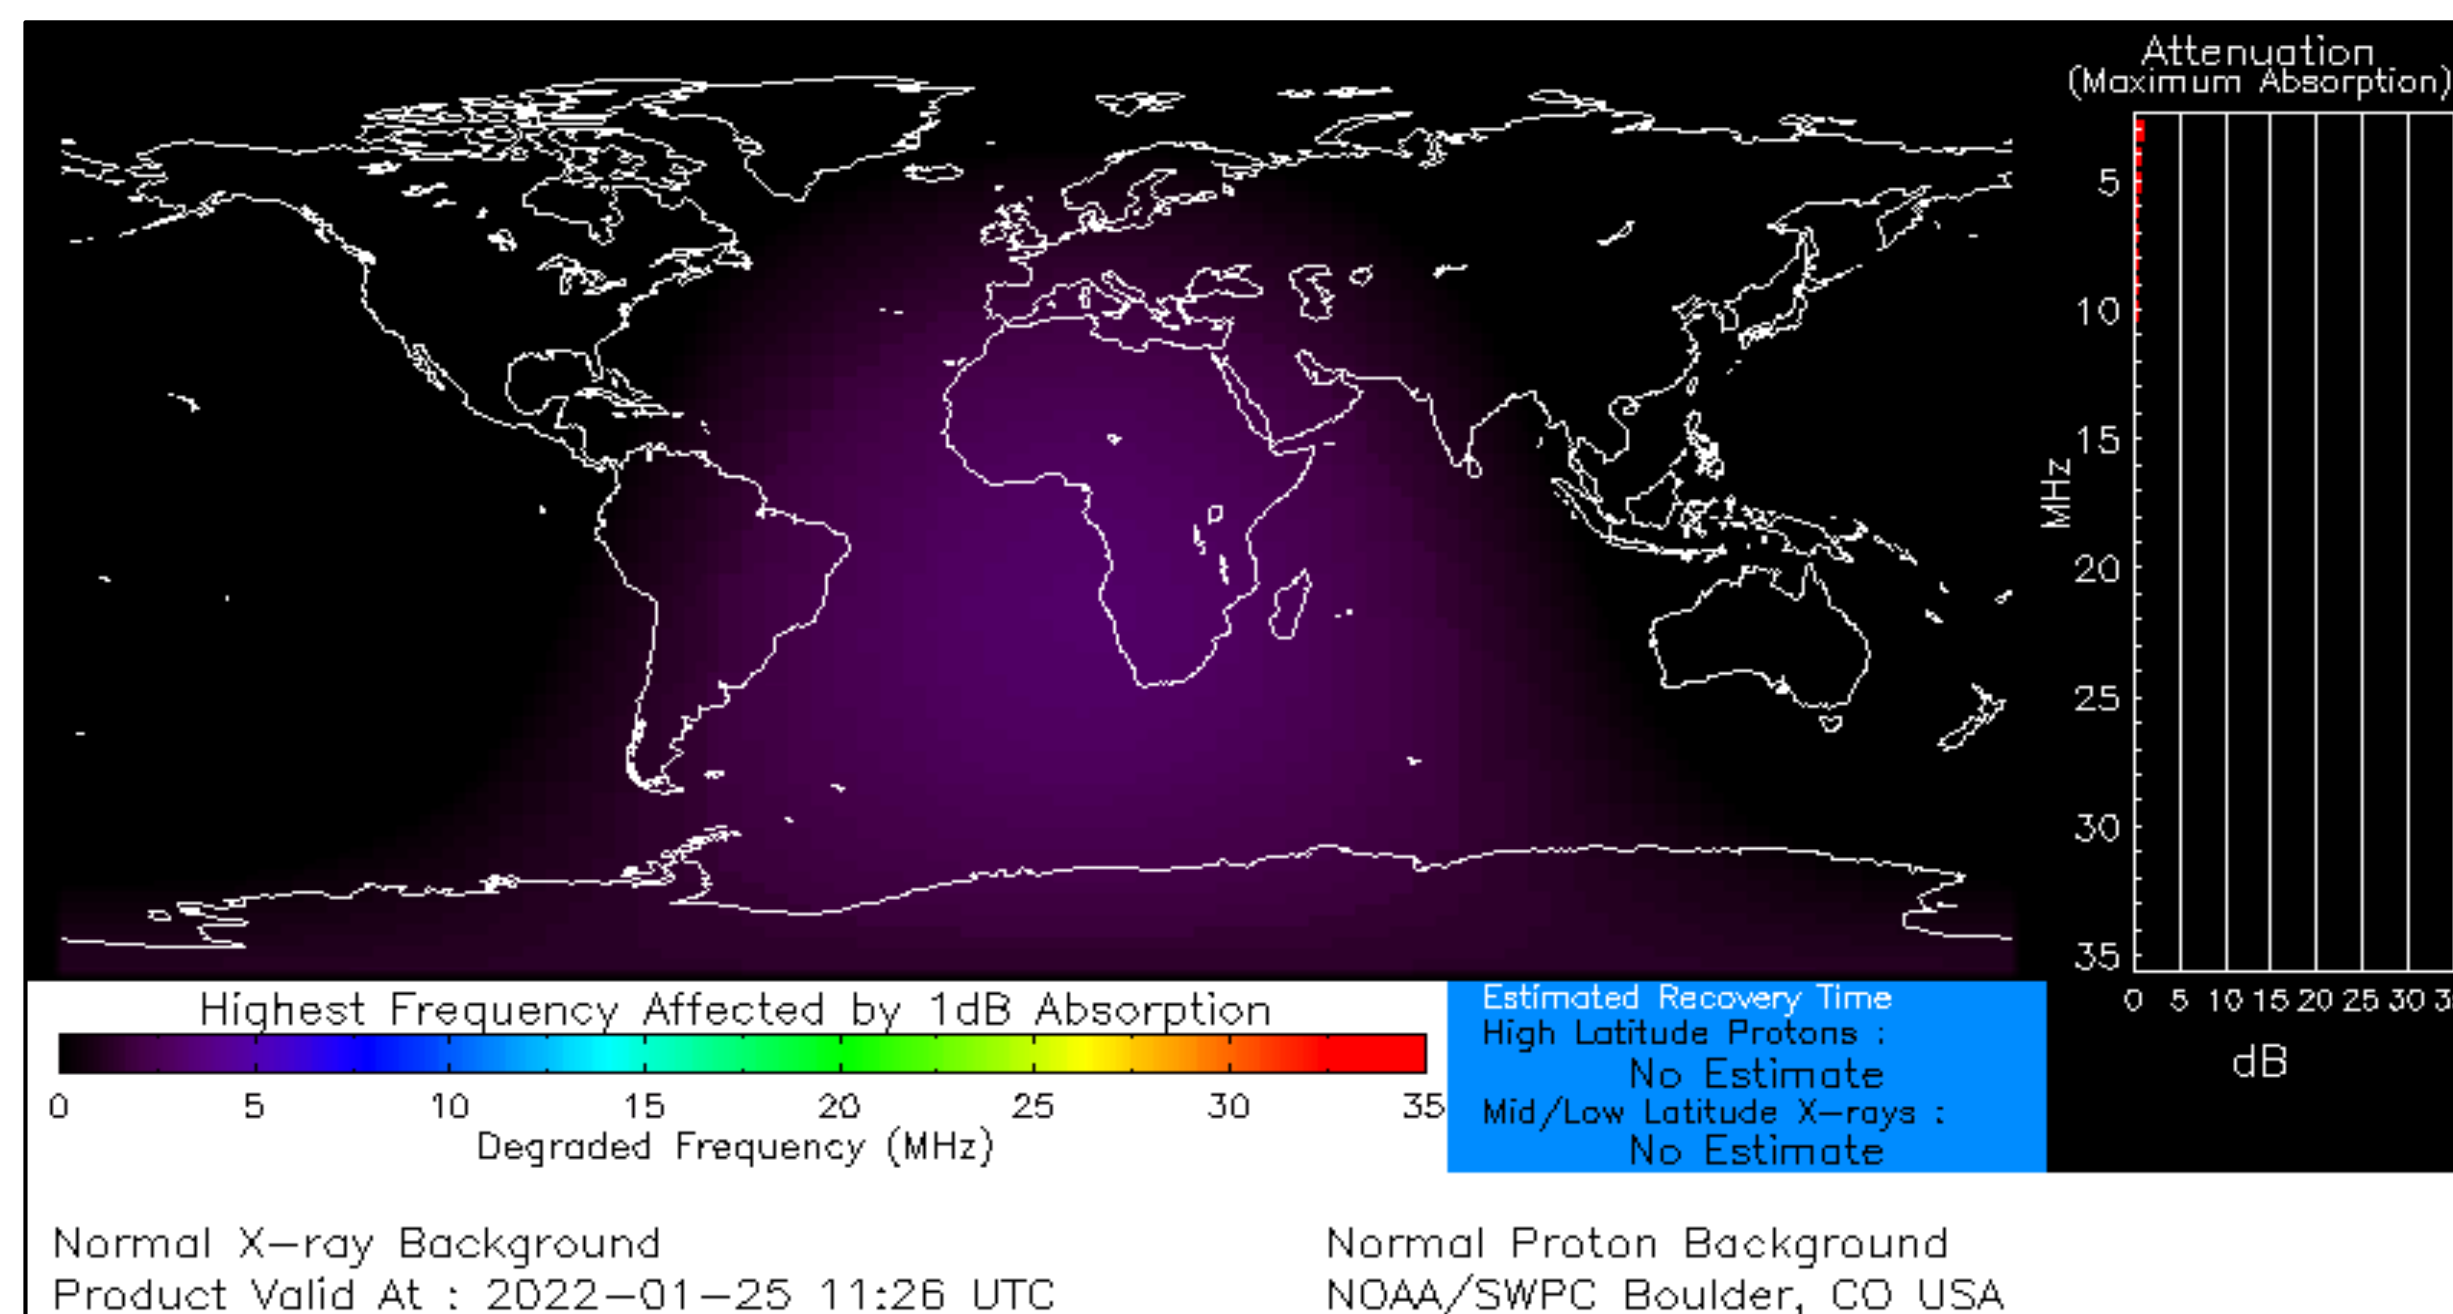 Attenuation
(Maximum Absorption)
5
10
15
20
25
30
35
MHz
0 5 10 15 20 25 30 3
dB
Highest Frequency Affected by 1dB Absorption
0 5 10 15 20 25 30 35
Degraded Frequency (MHz)
Estimated Recovery Time
High Latitude Protons :
No Estimate
Mid/Low Latitude X-rays :
No Estimate
Normal X-ray Background
Normal Proton Background
Product Valid At : 2022-01-25 11:26 UTC
NOAA/SWPC Boulder, CO USA